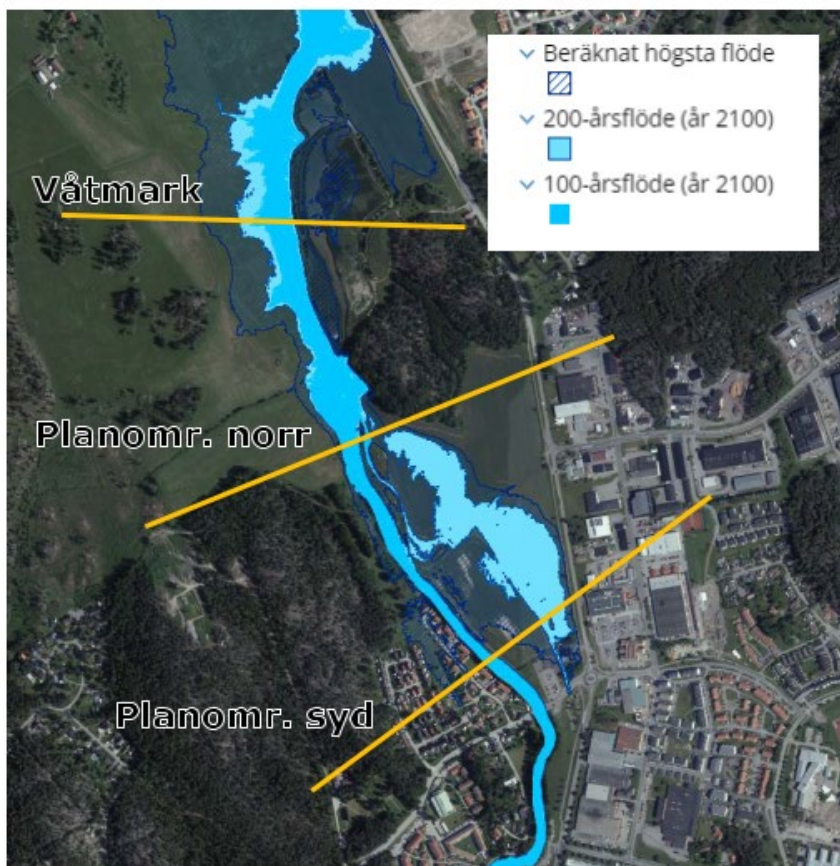 Beräknat högsta flöde
200-årsflöde (år 2100)
100-årsflöde (år 2100)
Våtmark
Planomr. norr
Planomr. syd